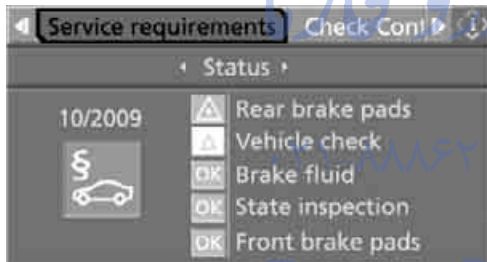 Service requirements Check Cont
Status
10/2009
Rear brake pads
Vehicle check
§
OK Brake fluid
OK State inspection
OK Front brake pads